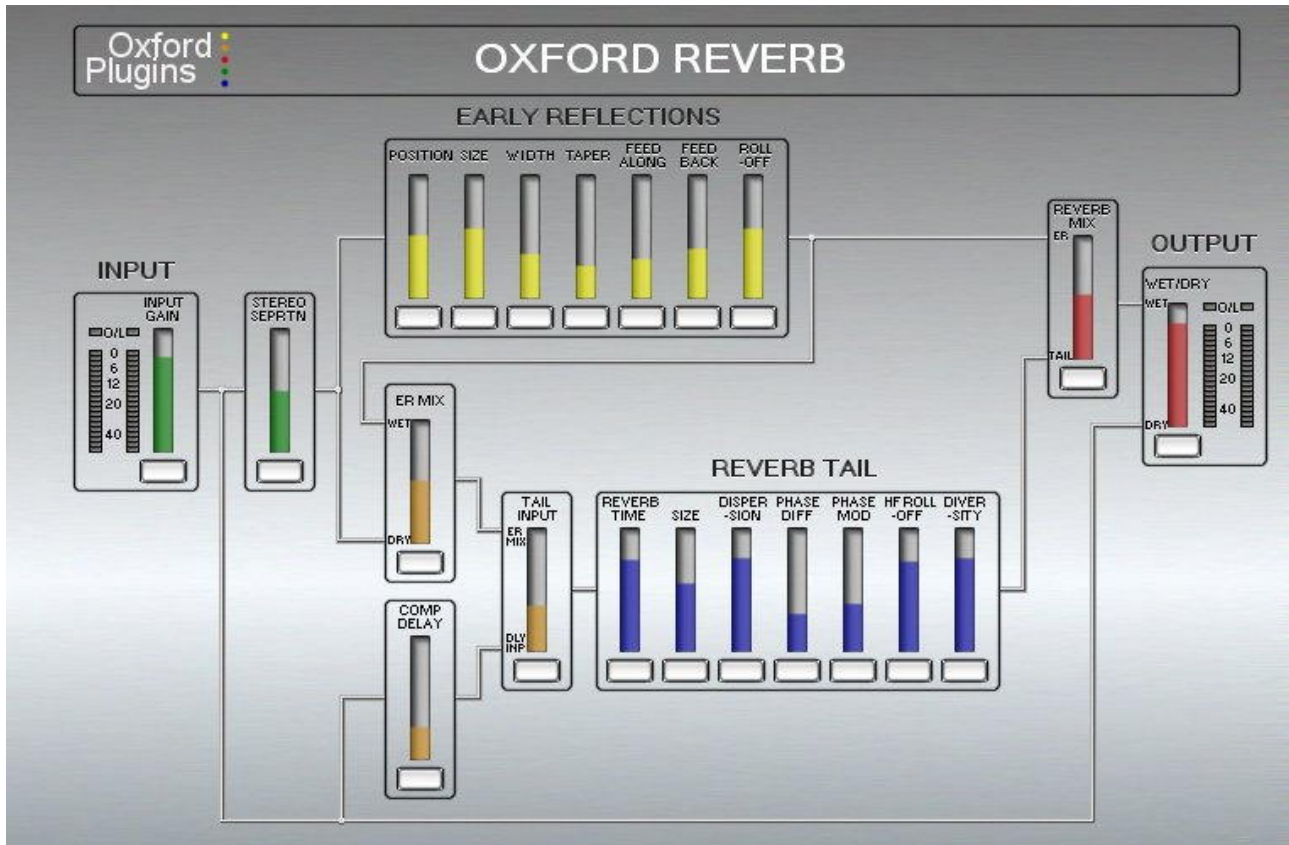 Oxford
Plugins
OXFORD REVERB
EARLY REFLECTIONS
POSITION SIZE WIDTH TAPER FEED ALONG FEED BACK ROLL -OFF
INPUT
INPUT
GAIN
O/L
0
6
12
20
40
STEREO
SEPRTN
ER MIX
WET
DRY
COMP
DELAY
TAIL
INPUT
ER
MIX
DLY
INP
REVERB TAIL
REVERB TIME SIZE DISPER -SION PHASE DIFF PHASE MOD HF ROLL -OFF DIVER -SITY
REVERB
MIX
ER
TAIL
OUTPUT
WET/DRY
WET
DRY
O/L
0
6
12
20
40